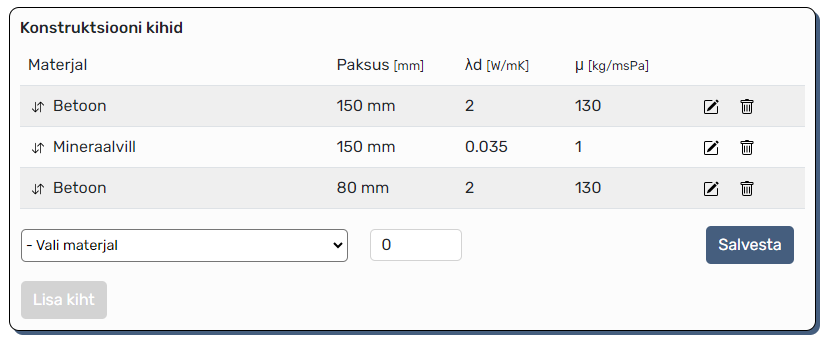 Konstruktsiooni kihid
Materjal Paksus [mm] λd [W/mK] μ [kg/msPa]
Betoon 150 mm 2 130
Mineraalvill 150 mm 0.035 1
Betoon 80 mm 2 130
- Vali materjal 0 Salvesta
Lisa kiht